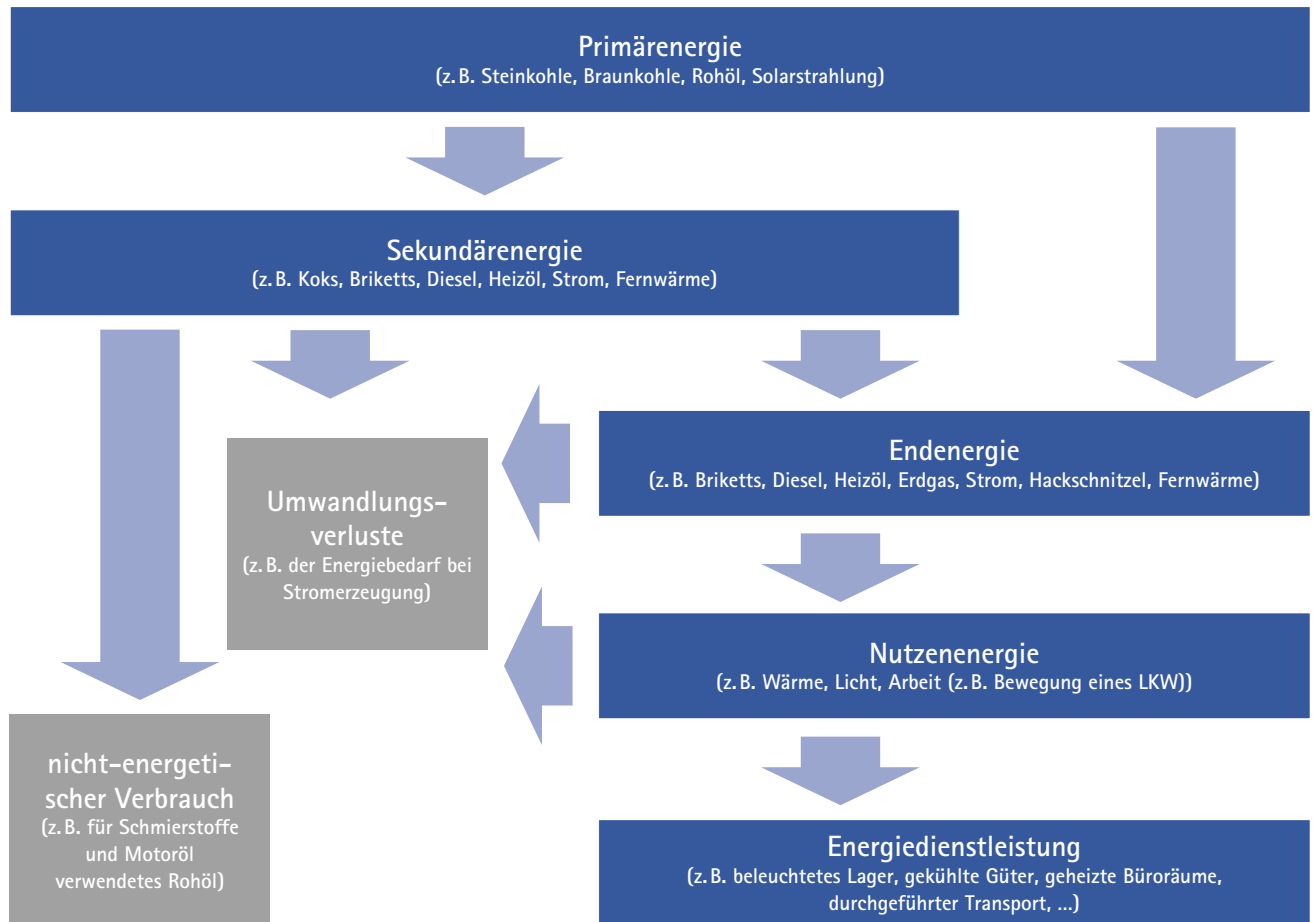 Primärenergie
(z. B. Steinkohle, Braunkohle, Rohöl, Solarstrahlung)
Sekundärenergie
(z. B. Koks, Briketts, Diesel, Heizöl, Strom, Fernwärme)
Endenergie
(z. B. Briketts, Diesel, Heizöl, Erdgas, Strom, Hackschnitzel, Fernwärme)
Umwandlungs-
verluste
(z. B. der Energiebedarf bei
Stromerzeugung)
Nutzenenergie
(z. B. Wärme, Licht, Arbeit (z. B. Bewegung eines LKW))
nicht-energeti-
scher Verbrauch
(z. B. für Schmierstoffe
und Motoröl
verwendetes Rohöl)
Energiedienstleistung
(z. B. beleuchtetes Lager, gekühlte Güter, geheizte Büroräume,
durchgeführter Transport, ...)